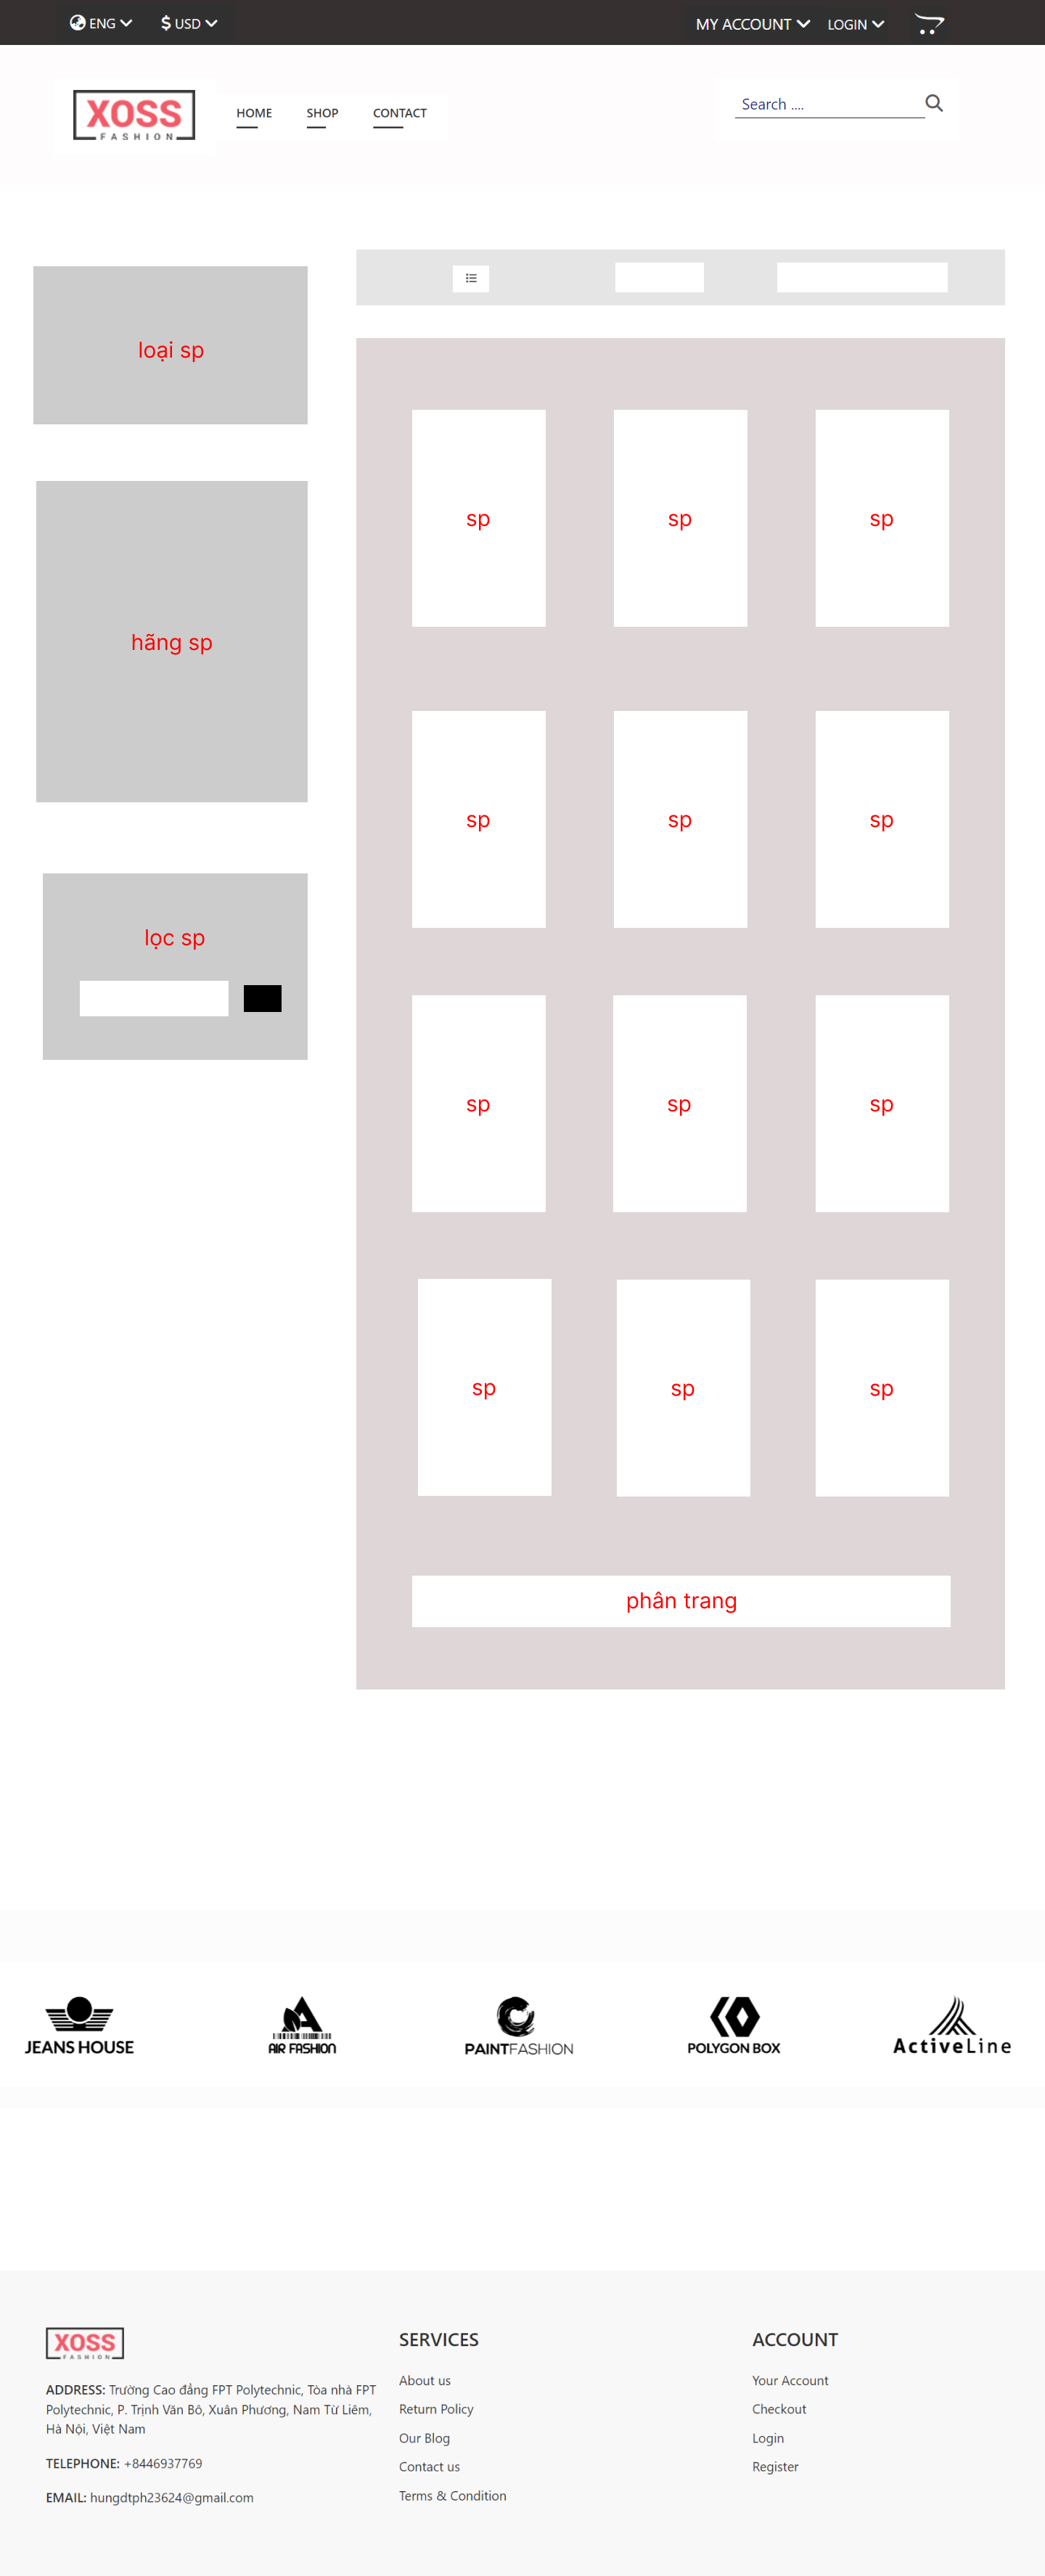 ENG
USD
MY ACCOUNT
LOGIN
XOSS
FASHION
HOME
SHOP
CONTACT
Search ....
loại sp
hãng sp
lọc sp
sp
sp
sp
sp
sp
sp
sp
sp
sp
sp
sp
sp
phân trang
JEANS HOUSE
AIR FASHION
PAINTFASHION
POLYGON BOX
ActiveLine
XOSS
FASHION
ADDRESS: Trường Cao đẳng FPT Polytechnic, Tòa nhà FPT
Polytechnic, P. Trịnh Văn Bô, Xuân Phương, Nam Từ Liêm,
Hà Nội, Việt Nam
TELEPHONE: +8446937769
EMAIL: hungdtph23624@gmail.com
SERVICES
About us
Return Policy
Our Blog
Contact us
Terms & Condition
ACCOUNT
Your Account
Checkout
Login
Register